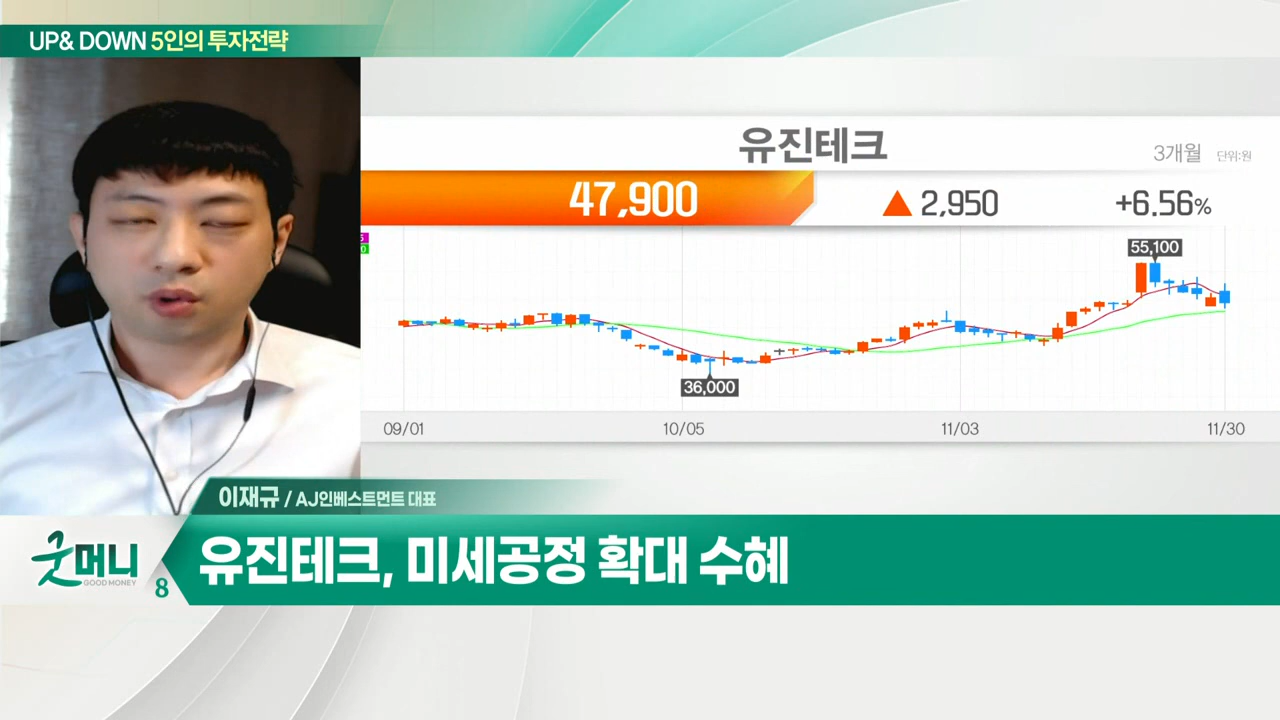 UP& DOWN 5인의 투자전략
유진테크
3개월 단위:원
47,900 ▲ 2,950 +6.56%
55,100
36,000
09/01 10/05 11/03 11/30
이재규 / AJ인베스트먼트 대표
굿머니
GOOD MONEY
8
유진테크, 미세공정 확대 수혜